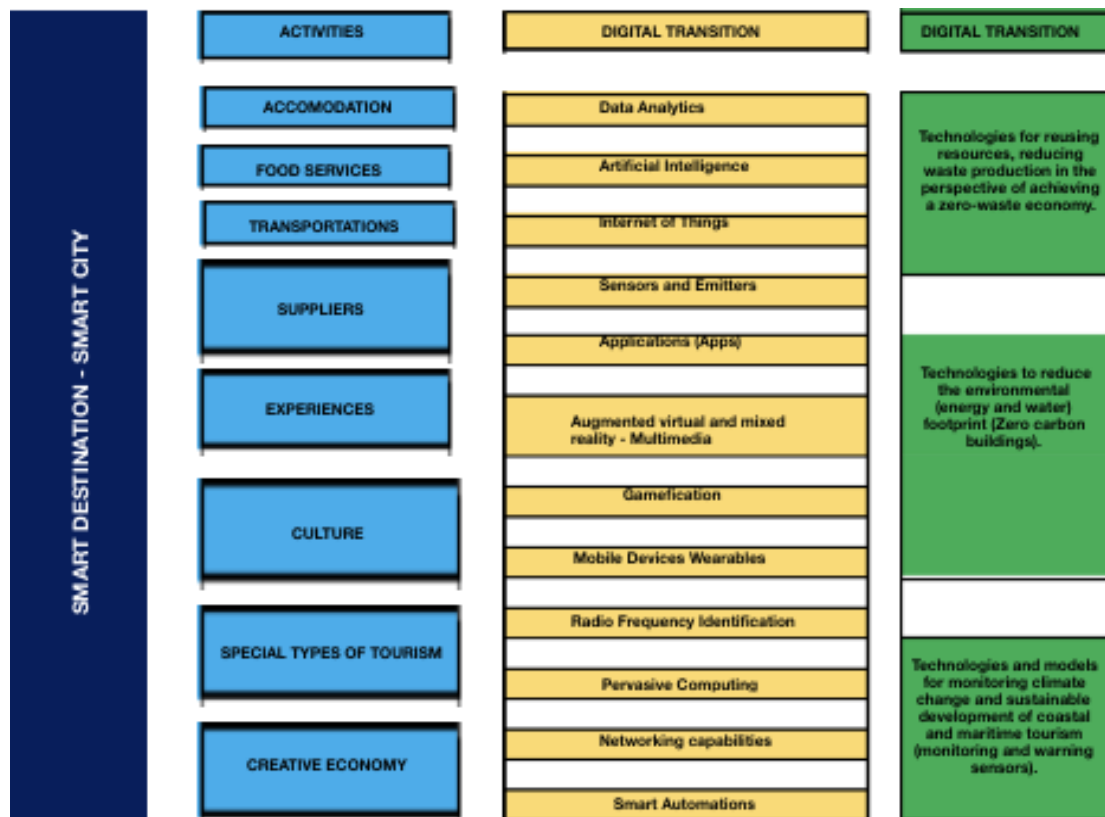 SMART DESTINATION - SMART CITY
ACTIVITIES
ACCOMODATION
FOOD SERVICES
TRANSPORTATIONS
SUPPLIERS
EXPERIENCES
CULTURE
SPECIAL TYPES OF TOURISM
CREATIVE ECONOMY
DIGITAL TRANSITION
Data Analytics
Artificial Intelligence
Internet of Things
Sensors and Emitters
Applications (Apps)
Augmented virtual and mixed
reality - Multimedia
Gamefication
Mobile Devices Wearables
Radio Frequency Identification
Pervasive Computing
Networking capabilities
Smart Automations
DIGITAL TRANSITION
Technologies for reusing
resources, reducing
waste production in the
perspective of achieving
a zero-waste economy.
Technologies to reduce
the environmental
(energy and water)
footprint (Zero carbon
buildings).
Technologies and models
for monitoring climate
change and sustainable
development of coastal
and maritime tourism
(monitoring and warning
sensors).